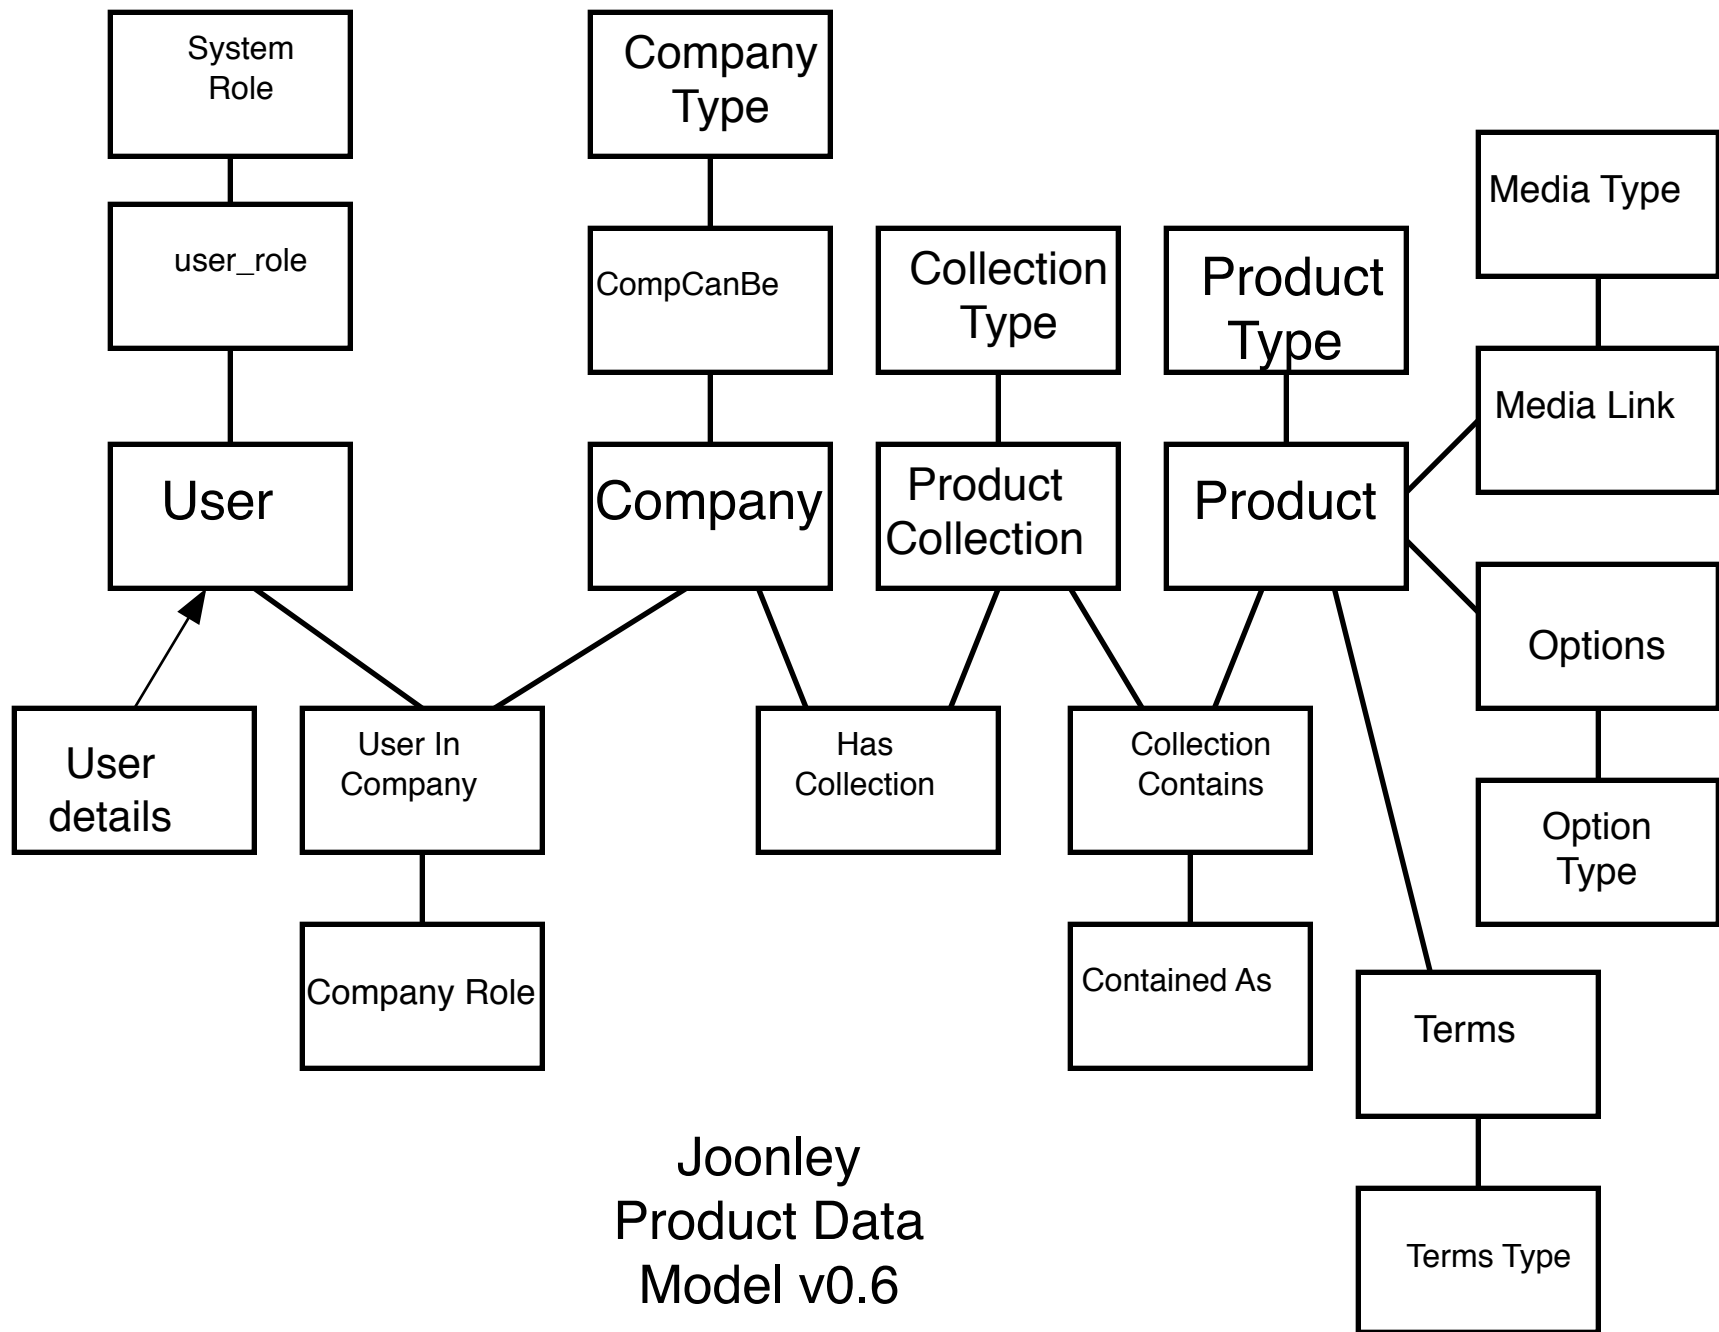 System
Role
Company
Type
Media Type
user_role
CompCanBe
Collection
Type
Product
Type
Media Link
User
Company
Product
Collection
Product
Options
User
details
User In
Company
Has
Collection
Collection
Contains
Option
Type
Company Role
Contained As
Terms
Joonley
Product Data
Model v0.6
Terms Type